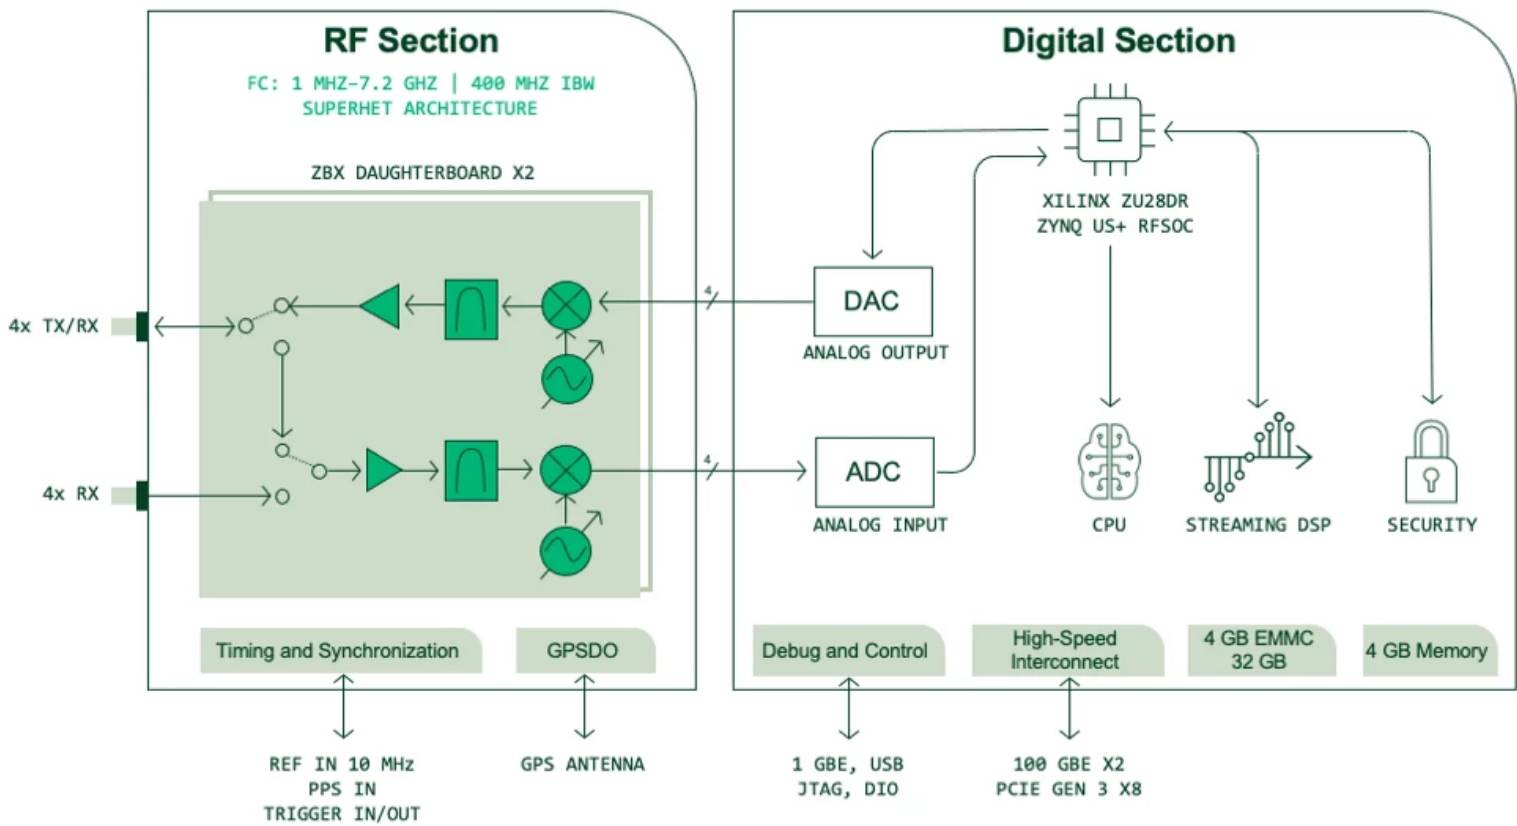 RF Section
FC: 1 MHZ–7.2 GHZ | 400 MHZ IBW
SUPERHET ARCHITECTURE
ZBX DAUGHTERBOARD X2
4x TX/RX
4x RX
4
4
Timing and Synchronization
GPSDO
REF IN 10 MHz
PPS IN
TRIGGER IN/OUT
GPS ANTENNA
Digital Section
XILINX ZU28DR
ZYNQ US+ RFSOC
DAC
ANALOG OUTPUT
ADC
ANALOG INPUT
CPU
STREAMING DSP
SECURITY
Debug and Control
High-Speed
Interconnect
4 GB EMMC
32 GB
4 GB Memory
1 GBE, USB
JTAG, DIO
100 GBE X2
PCIE GEN 3 X8